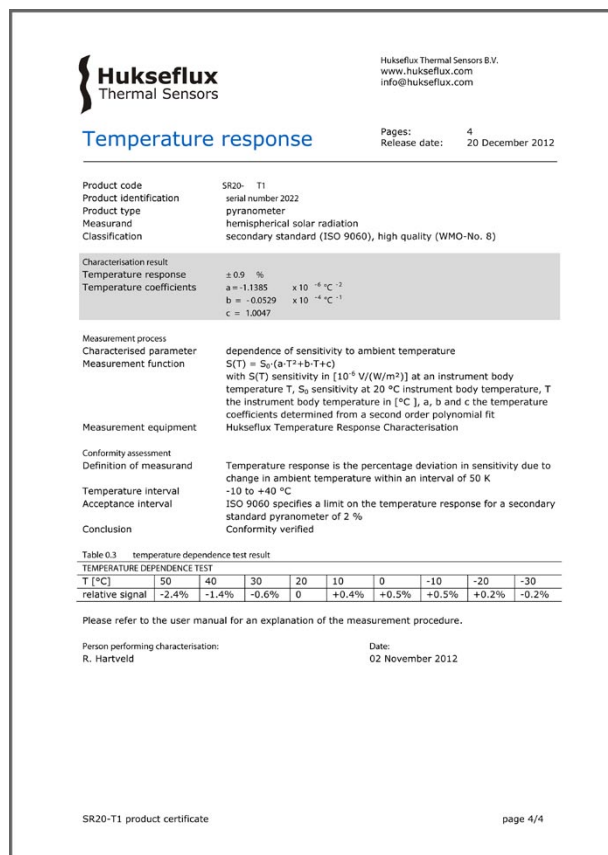 Hukseflux
Thermal Sensors
Hukseflux Thermal Sensors B.V.
www.hukseflux.com
info@hukseflux.com
Temperature response
Pages: 4
Release date: 20 December 2012
Product code SR20- T1
Product identification serial number 2022
Product type pyranometer
Measurand hemispherical solar radiation
Classification secondary standard (ISO 9060), high quality (WMO-No. 8)
Characterisation result
Temperature response ± 0.9 %
Temperature coefficients a = -1.1385 x 10 ⁻⁶ °C ⁻²
b = -0.0529 x 10 ⁻⁴ °C ⁻¹
c = 1.0047
Measurement process
Characterised parameter dependence of sensitivity to ambient temperature
Measurement function S(T) = S₀·(a·T²+b·T+c)
with S(T) sensitivity in [10⁻⁶ V/(W/m²)] at an instrument body
temperature T, S₀ sensitivity at 20 °C instrument body temperature, T
the instrument body temperature in [°C ], a, b and c the temperature
coefficients determined from a second order polynomial fit
Measurement equipment Hukseflux Temperature Response Characterisation
Conformity assessment
Definition of measurand Temperature response is the percentage deviation in sensitivity due to
change in ambient temperature within an interval of 50 K
Temperature interval -10 to +40 °C
Acceptance interval ISO 9060 specifies a limit on the temperature response for a secondary
standard pyranometer of 2 %
Conclusion Conformity verified
Table 0.3 temperature dependence test result
TEMPERATURE DEPENDENCE TEST
T [°C] 50 40 30 20 10 0 -10 -20 -30
relative signal -2.4% -1.4% -0.6% 0 +0.4% +0.5% +0.5% +0.2% -0.2%
Please refer to the user manual for an explanation of the measurement procedure.
Person performing characterisation: Date:
R. Hartveld 02 November 2012
SR20-T1 product certificate page 4/4